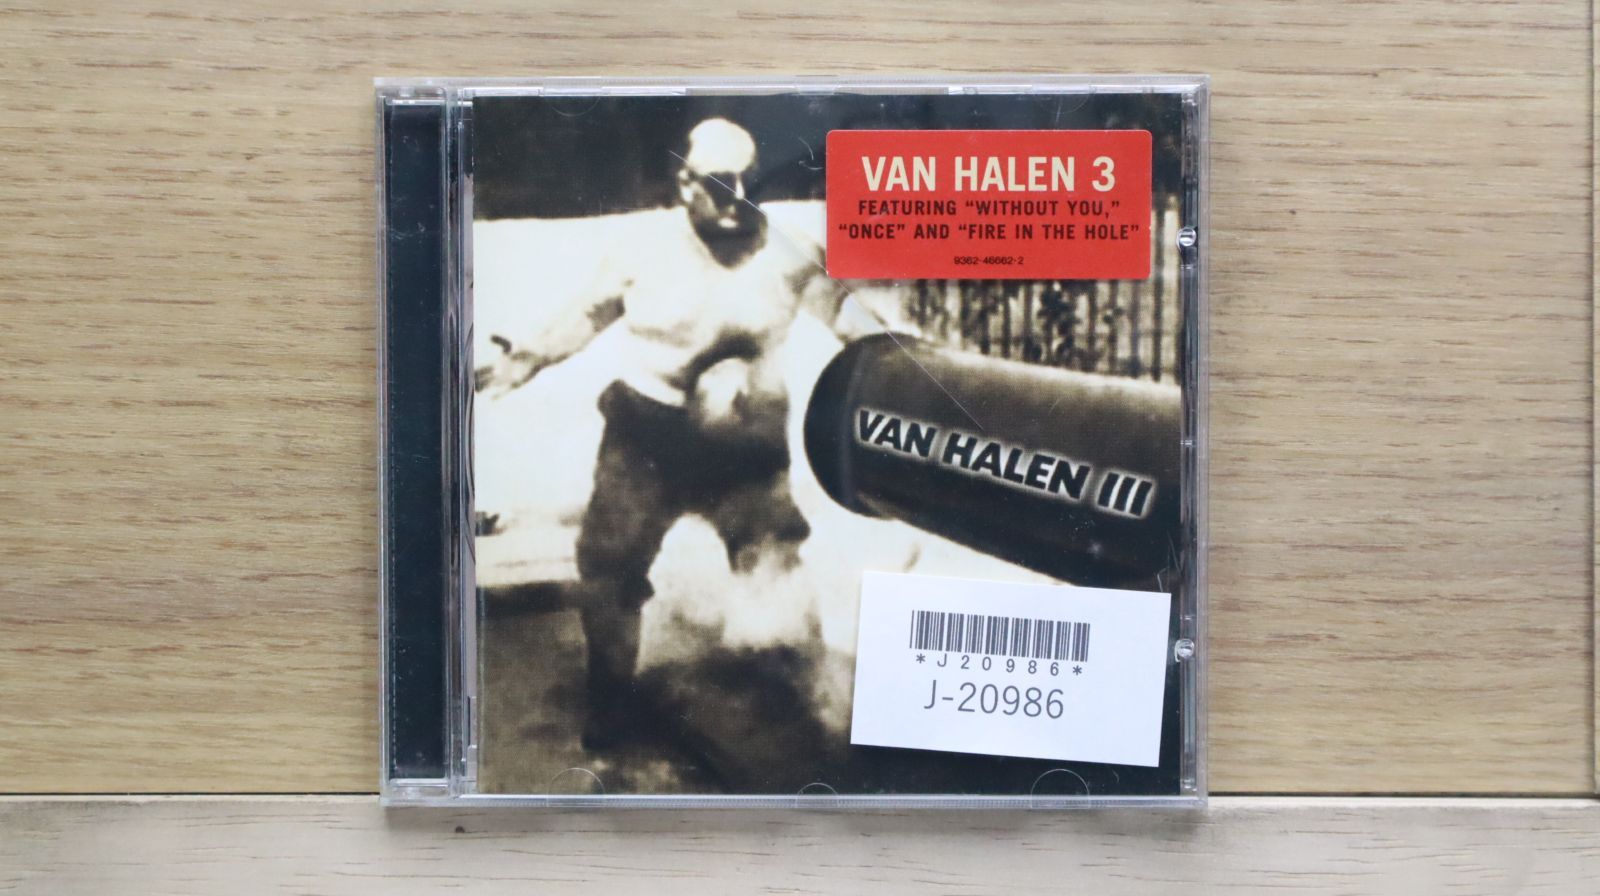 VAN HALEN 3
FEATURING “WITHOUT YOU,”
“ONCE” AND “FIRE IN THE HOLE”
9362-46662-2
VAN HALEN III
*J20986*
J-20986